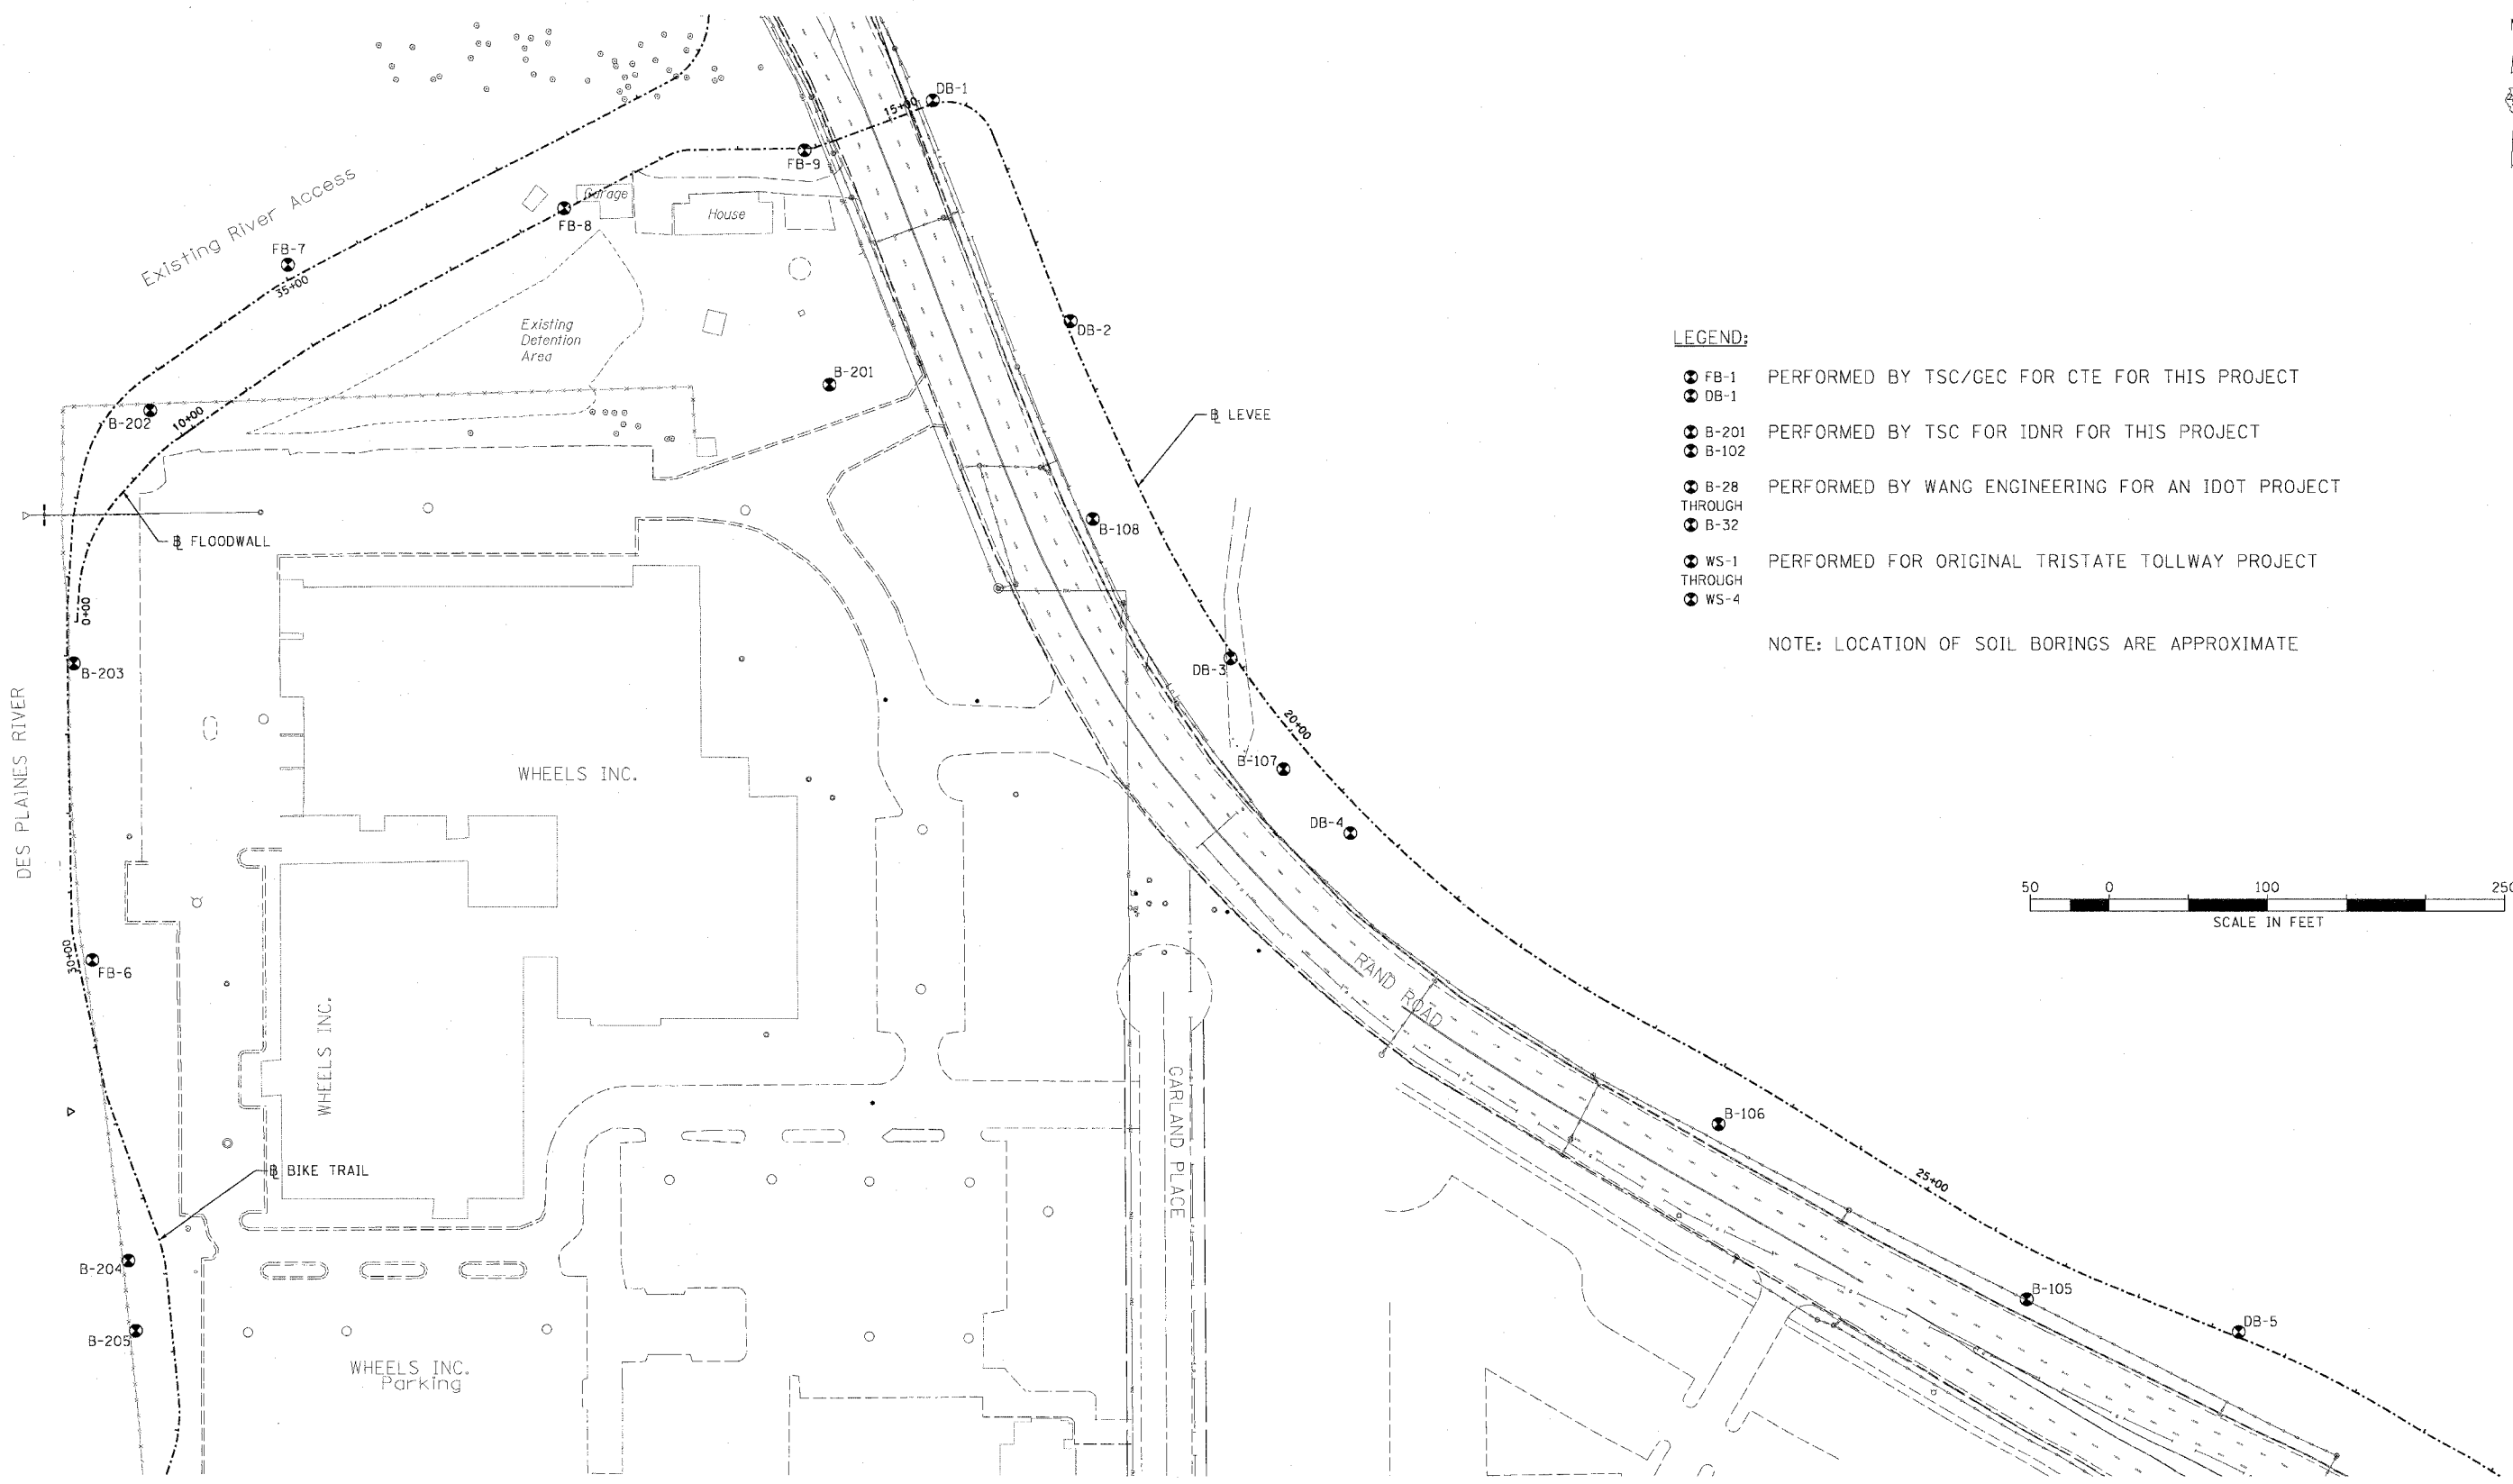 DB-1
15+00
FB-9
Garage
House
FB-8
Existing River Access
FB-7
35+00
Existing
Detention
Area
DB-2
B-201
B-202
10+00
℄ LEVEE
B-108
℄ FLOODWALL
0+00
B-203
DB-3
20+00
DES PLAINES RIVER
WHEELS INC.
B-107
DB-4
30+00
FB-6
WHEELS INC.
RAND ROAD
GARLAND PLACE
B-106
25+00
℄ BIKE TRAIL
B-204
B-205
B-105
DB-5
WHEELS INC.
Parking
LEGEND:
FB-1 PERFORMED BY TSC/GEC FOR CTE FOR THIS PROJECT
DB-1
B-201 PERFORMED BY TSC FOR IDNR FOR THIS PROJECT
B-102
B-28 PERFORMED BY WANG ENGINEERING FOR AN IDOT PROJECT
THROUGH
B-32
WS-1 PERFORMED FOR ORIGINAL TRISTATE TOLLWAY PROJECT
THROUGH
WS-4
NOTE: LOCATION OF SOIL BORINGS ARE APPROXIMATE
50 0 100 250
SCALE IN FEET